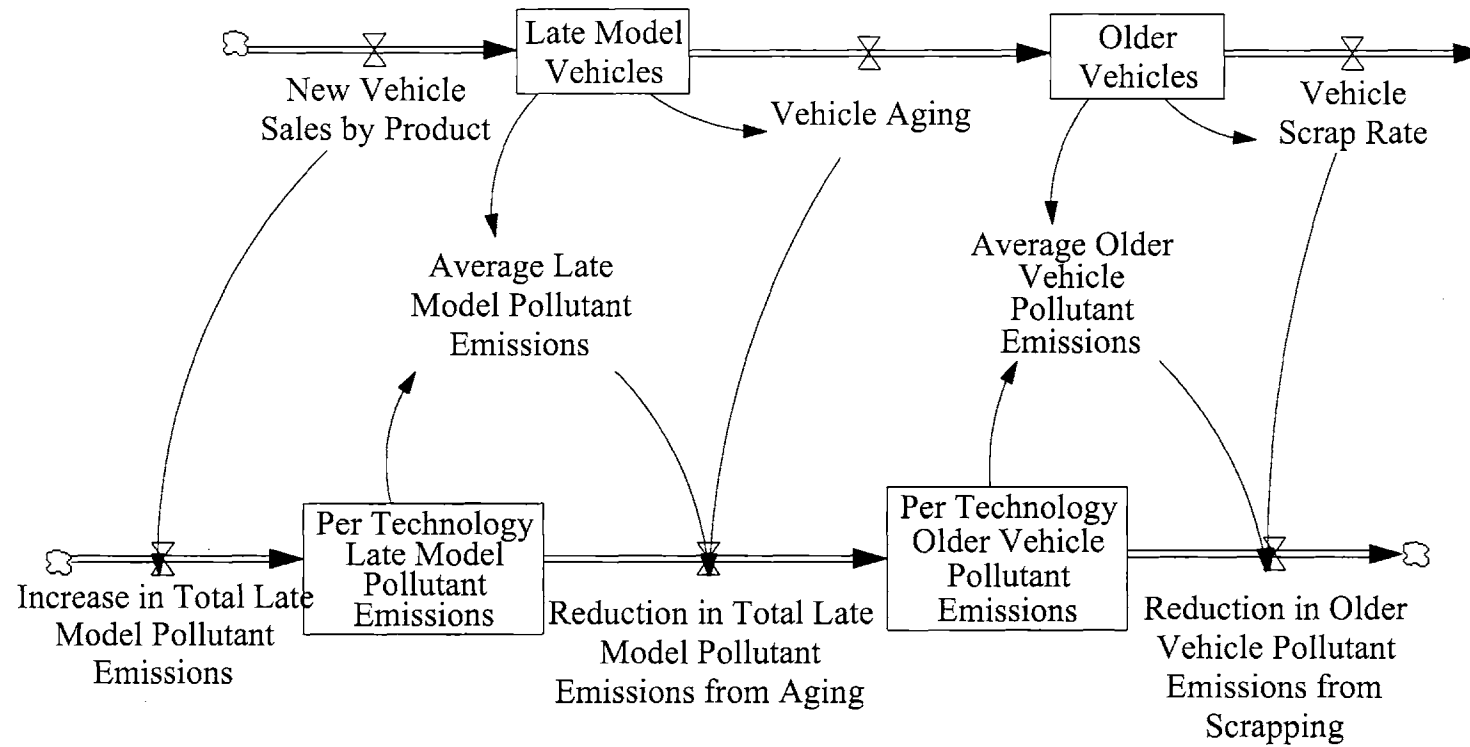 Late Model
Vehicles
Older
Vehicles
New Vehicle
Sales by Product
Vehicle Aging
Vehicle
Scrap Rate
Average Late
Model Pollutant
Emissions
Average Older
Vehicle
Pollutant
Emissions
Per Technology
Late Model
Pollutant
Emissions
Per Technology
Older Vehicle
Pollutant
Emissions
Increase in Total Late
Model Pollutant
Emissions
Reduction in Total Late
Model Pollutant
Emissions from Aging
Reduction in Older
Vehicle Pollutant
Emissions from
Scrapping